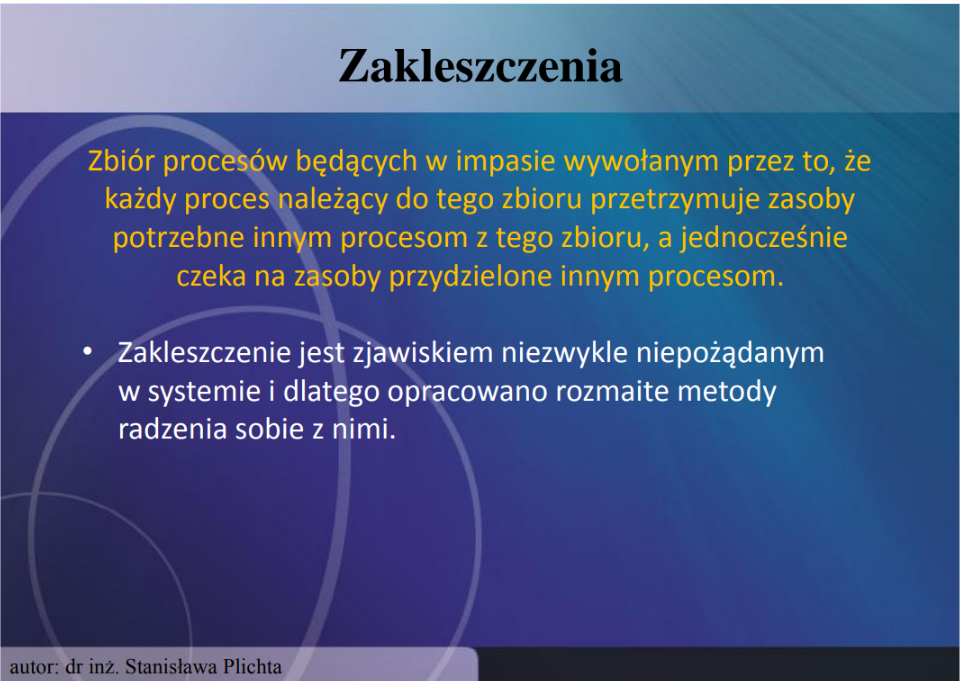 Zakleszczenia
Zbiór procesów będących w impasie wywołanym przez to, że
każdy proces należący do tego zbioru przetrzymuje zasoby
potrzebne innym procesom z tego zbioru, a jednocześnie
czeka na zasoby przydzielone innym procesom.
• Zakleszczenie jest zjawiskiem niezwykle niepożądanym
w systemie i dlatego opracowano rozmaite metody
radzenia sobie z nimi.
autor: dr inż. Stanisława Plichta